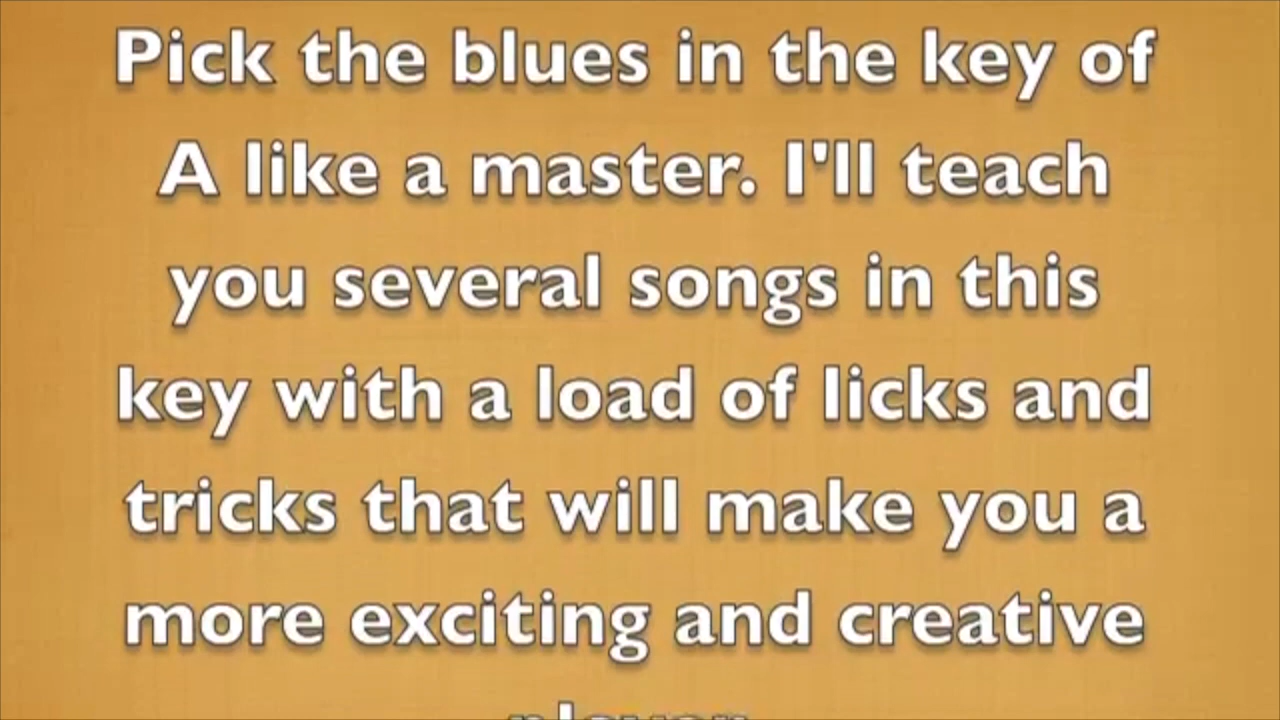 Pick the blues in the key of
A like a master. I'll teach
you several songs in this
key with a load of licks and
tricks that will make you a
more exciting and creative